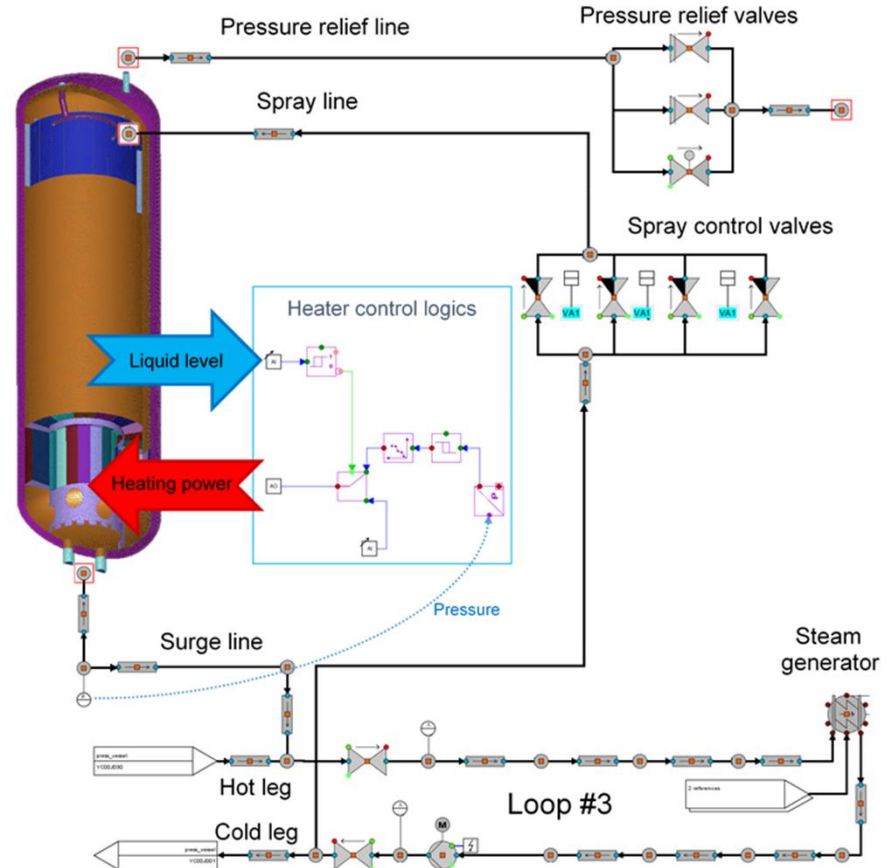 Pressure relief line
Pressure relief valves
Spray line
Spray control valves
Heater control logics
VA1
VA1
VA1
Liquid level
AI
Heating power
AO
P
AI
Pressure
Surge line
Steam
generator
press_vessel
YC00J030
Hot leg
2 references
Loop #3
Cold leg
M
press_vessel
YC00J001